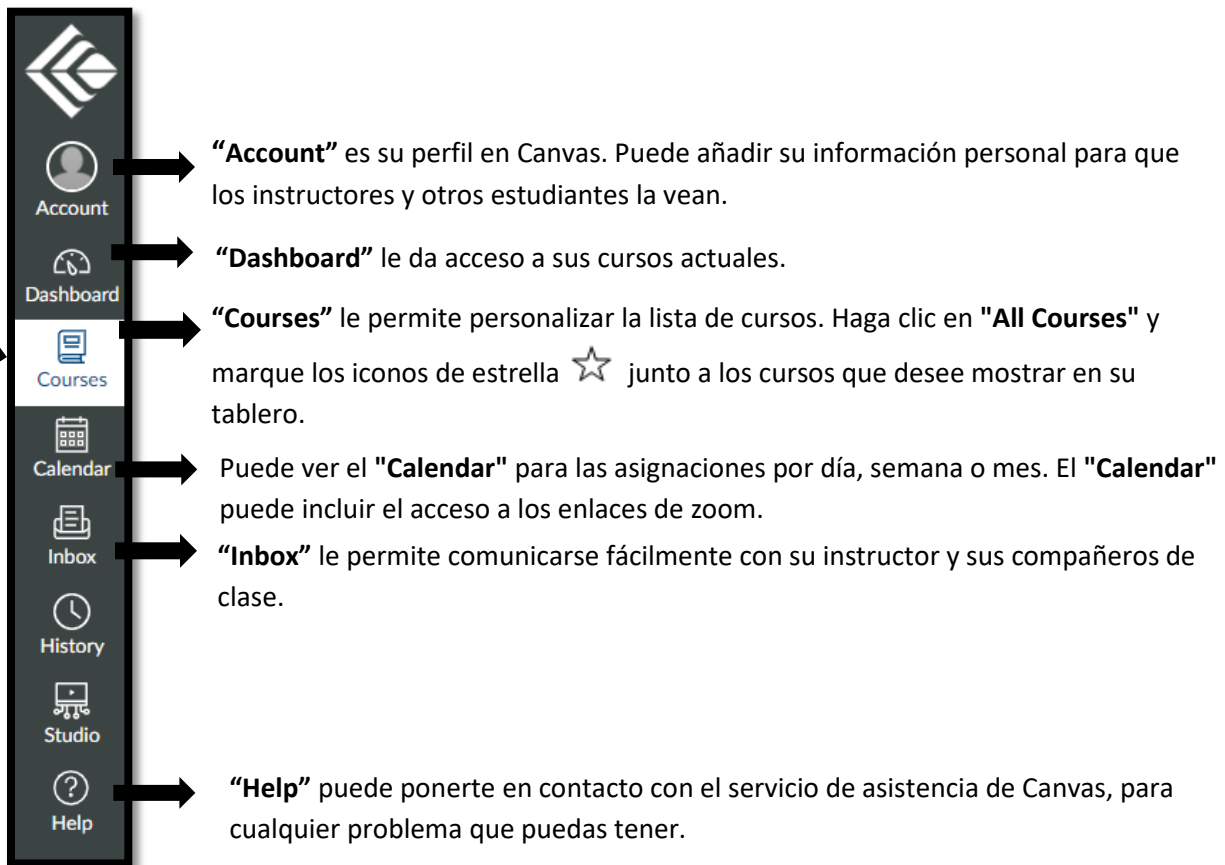 Account
“Account” es su perfil en Canvas. Puede añadir su información personal para que
los instructores y otros estudiantes la vean.
Dashboard
“Dashboard” le da acceso a sus cursos actuales.
Courses
“Courses” le permite personalizar la lista de cursos. Haga clic en "All Courses" y
marque los iconos de estrella junto a los cursos que desee mostrar en su
tablero.
Calendar
Puede ver el "Calendar" para las asignaciones por día, semana o mes. El "Calendar"
puede incluir el acceso a los enlaces de zoom.
Inbox
“Inbox” le permite comunicarse fácilmente con su instructor y sus compañeros de
clase.
History
Studio
Help
“Help” puede ponerte en contacto con el servicio de asistencia de Canvas, para
cualquier problema que puedas tener.